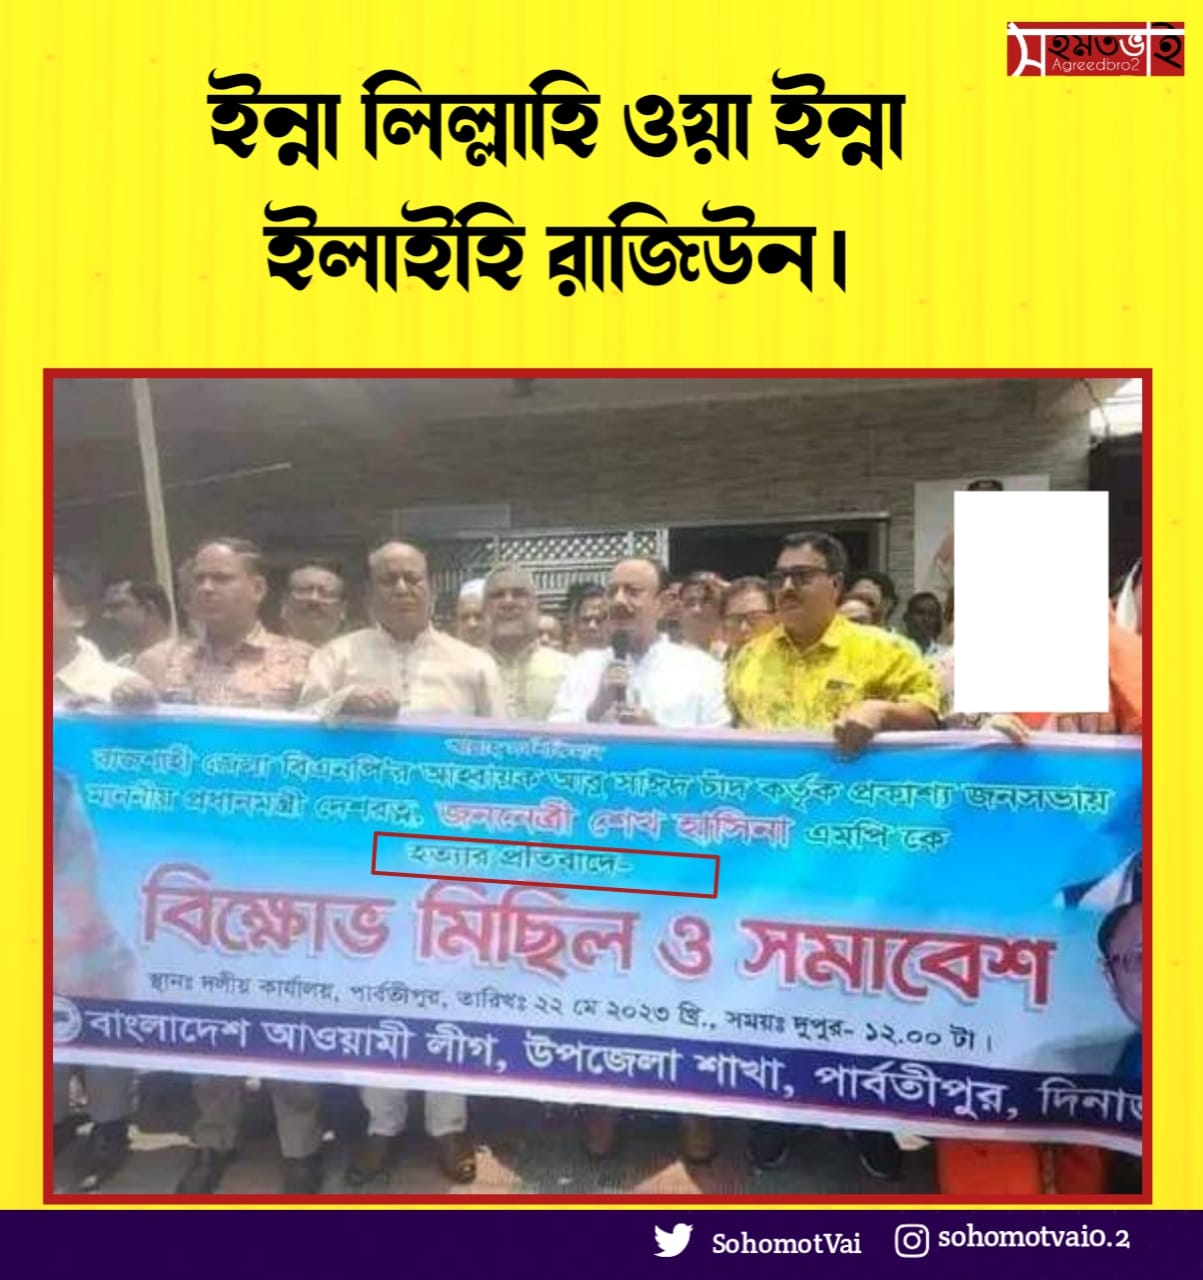 সহমতভাই
Agreedbro2
ইন্না লিল্লাহি ওয়া ইন্না
ইলাইহি রাজিউন।
রাজশাহী জেলা বিএনপি'র আহবায়ক আবু সাঈদ চাঁদ কর্তৃক প্রকাশ্য জনসভায়
মাননীয় প্রধানমন্ত্রী দেশরত্ন, জননেত্রী শেখ হাসিনা এমপি কে
হত্যার প্রতিবাদে-
বিক্ষোভ মিছিল ও সমাবেশ
স্থানঃ দলীয় কার্যালয়, পার্বতীপুর, তারিখঃ ২২ মে ২০২৩ খ্রি., সময়ঃ দুপুর- ১২.০০ টা।
বাংলাদেশ আওয়ামী লীগ, উপজেলা শাখা, পার্বতীপুর, দিনাজ
SohomotVai
sohomotvaio.2